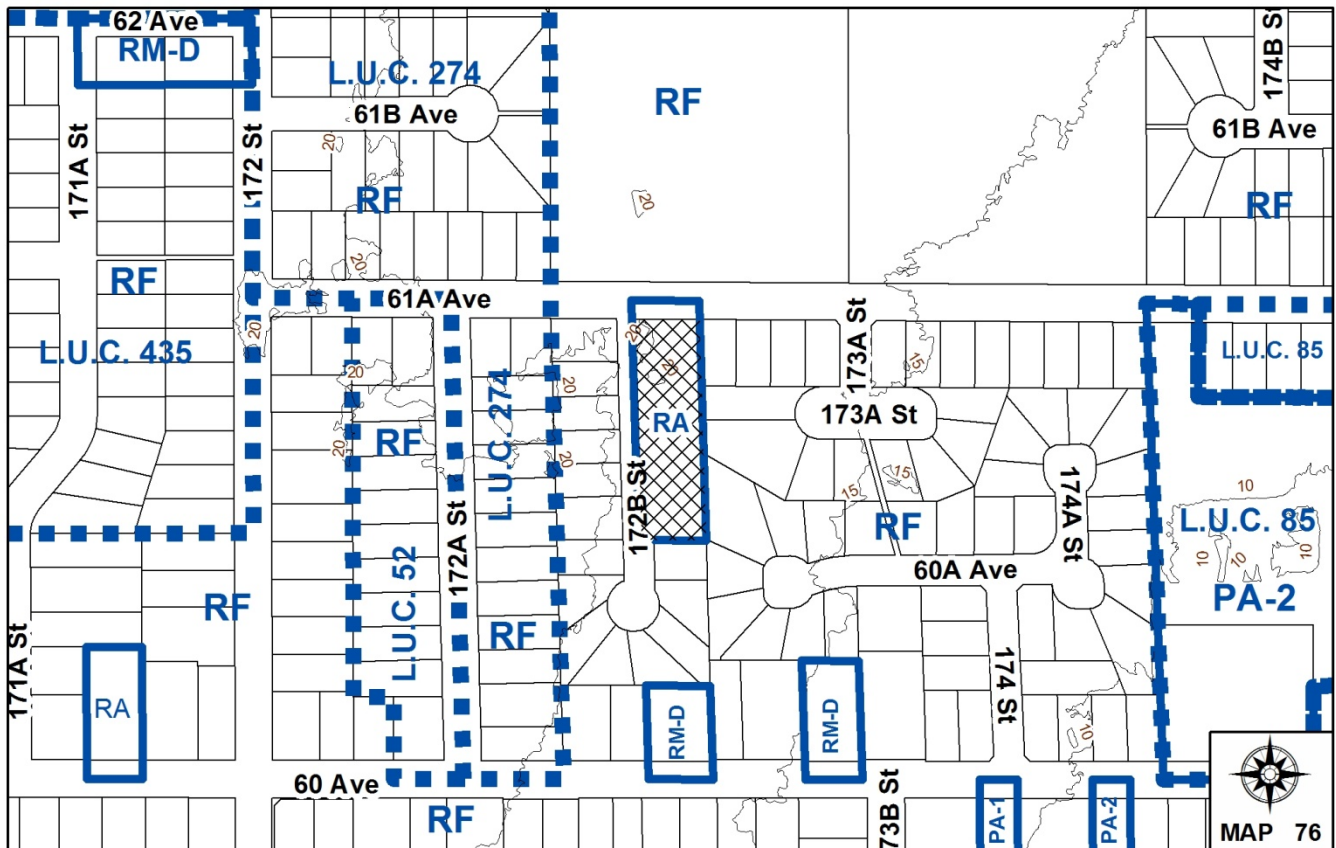 62 Ave
RM-D
L.U.C. 274
RF
174B St
61B Ave
61B Ave
171A St
172 St
20
RF
20
RF
20
RF
61A Ave
20
L.U.C. 435
20
20
L.U.C. 274
20
20
20
RA
173A St
15
L.U.C. 85
173A St
RF
20
20
172B St
15
15
174A St
10
L.U.C. 85
RF
10
10
10
172A St
60A Ave
PA-2
L.U.C. 52
RF
RF
171A St
RA
RM-D
RM-D
174 St
10
60 Ave
RF
73B St
PA-1
PA-2
MAP 76